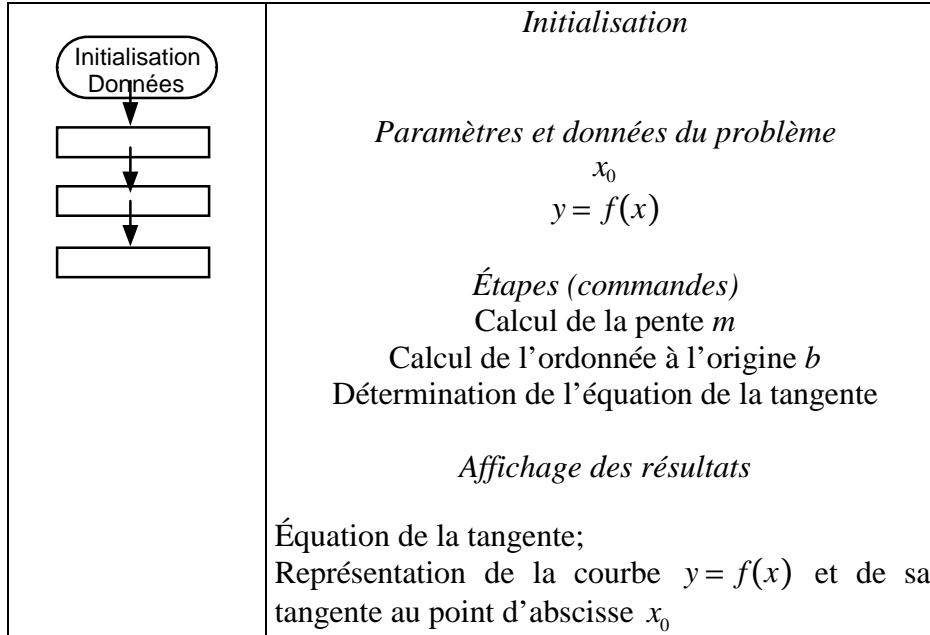 Initialisation
Données
Initialisation
Paramètres et données du problème
x₀
y = f(x)
Étapes (commandes)
Calcul de la pente m
Calcul de l’ordonnée à l’origine b
Détermination de l’équation de la tangente
Affichage des résultats
Équation de la tangente;
Représentation de la courbe y = f(x) et de sa
tangente au point d’abscisse x₀